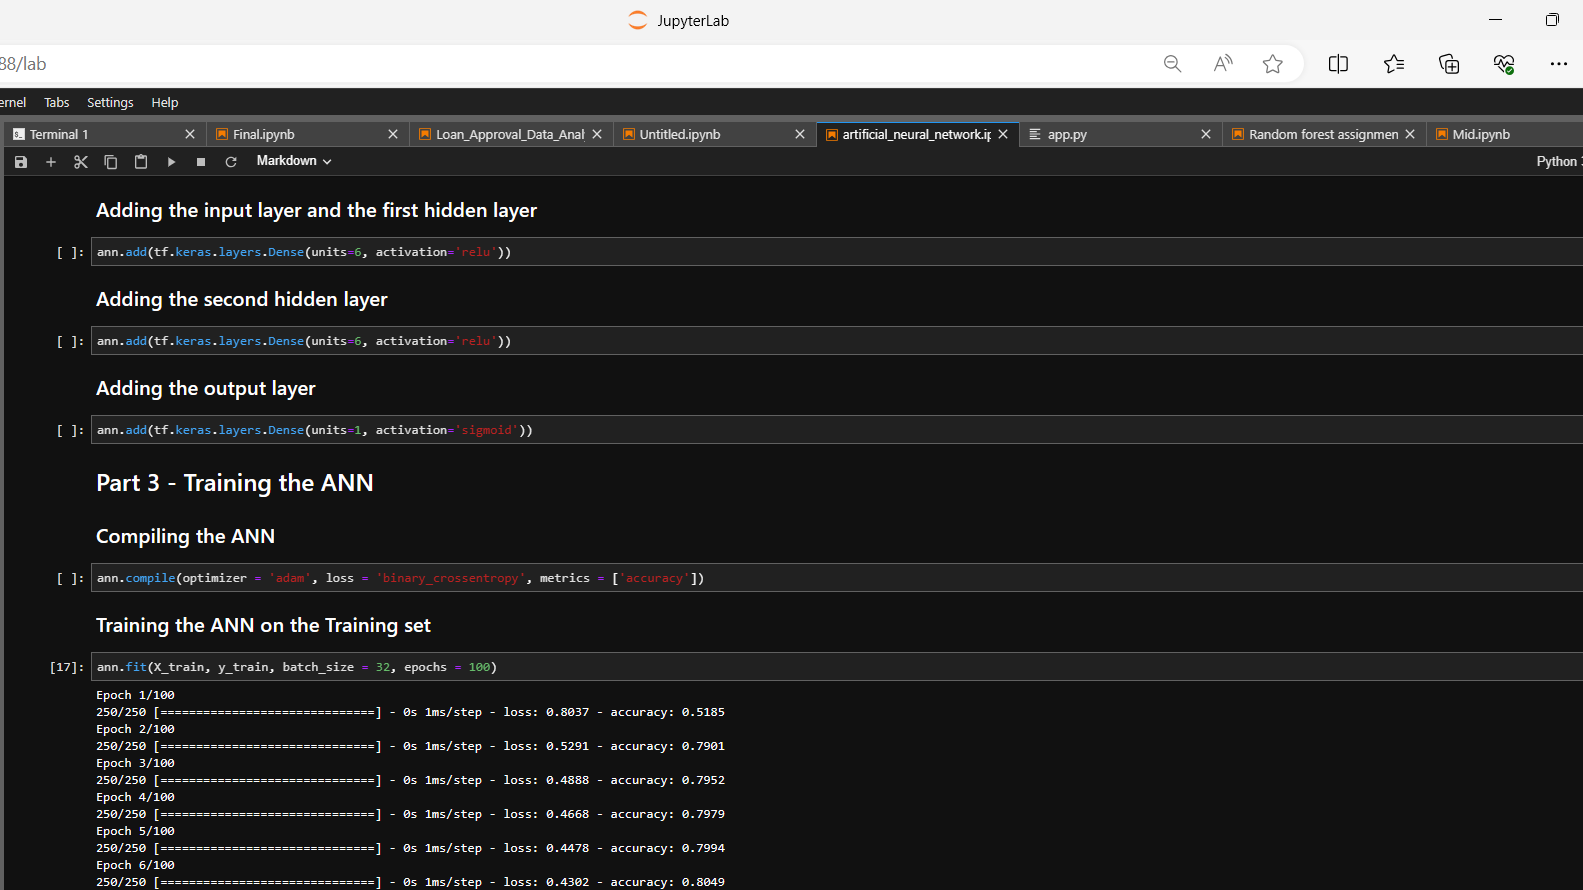 JupyterLab
88/lab
ernel Tabs Settings Help
Terminal 1 Final.ipynb Loan_Approval_Data_Anal Untitled.ipynb artificial_neural_network.ip app.py Random forest assignmen Mid.ipynb
Markdown Python 3
Adding the input layer and the first hidden layer
[ ]: ann.add(tf.keras.layers.Dense(units=6, activation='relu'))
Adding the second hidden layer
[ ]: ann.add(tf.keras.layers.Dense(units=6, activation='relu'))
Adding the output layer
[ ]: ann.add(tf.keras.layers.Dense(units=1, activation='sigmoid'))
Part 3 - Training the ANN
Compiling the ANN
[ ]: ann.compile(optimizer = 'adam', loss = 'binary_crossentropy', metrics = ['accuracy'])
Training the ANN on the Training set
[17]: ann.fit(X_train, y_train, batch_size = 32, epochs = 100)
Epoch 1/100
250/250 [==============================] - 0s 1ms/step - loss: 0.8037 - accuracy: 0.5185
Epoch 2/100
250/250 [==============================] - 0s 1ms/step - loss: 0.5291 - accuracy: 0.7901
Epoch 3/100
250/250 [==============================] - 0s 1ms/step - loss: 0.4888 - accuracy: 0.7952
Epoch 4/100
250/250 [==============================] - 0s 1ms/step - loss: 0.4668 - accuracy: 0.7979
Epoch 5/100
250/250 [==============================] - 0s 1ms/step - loss: 0.4478 - accuracy: 0.7994
Epoch 6/100
250/250 [==============================] - 0s 1ms/step - loss: 0.4302 - accuracy: 0.8049